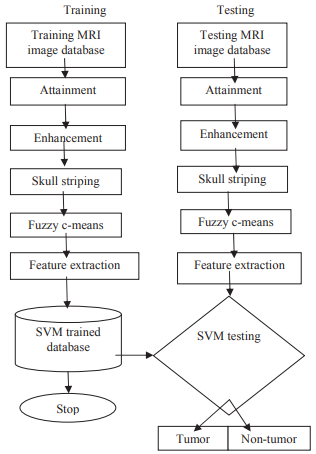 Training
Training MRI
image database
Attainment
Enhancement
Skull striping
Fuzzy c-means
Feature extraction
SVM trained
database
Stop
Testing
Testing MRI
image database
Attainment
Enhancement
Skull striping
Fuzzy c-means
Feature extraction
SVM testing
Tumor
Non-tumor